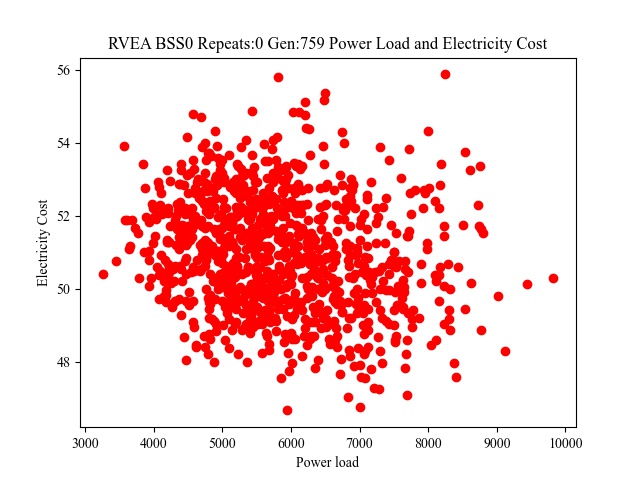 RVEA BSS0 Repeats:0 Gen:759 Power Load and Electricity Cost
56
54
52
50
48
Electricity Cost
3000 4000 5000 6000 7000 8000 9000 10000
Power load